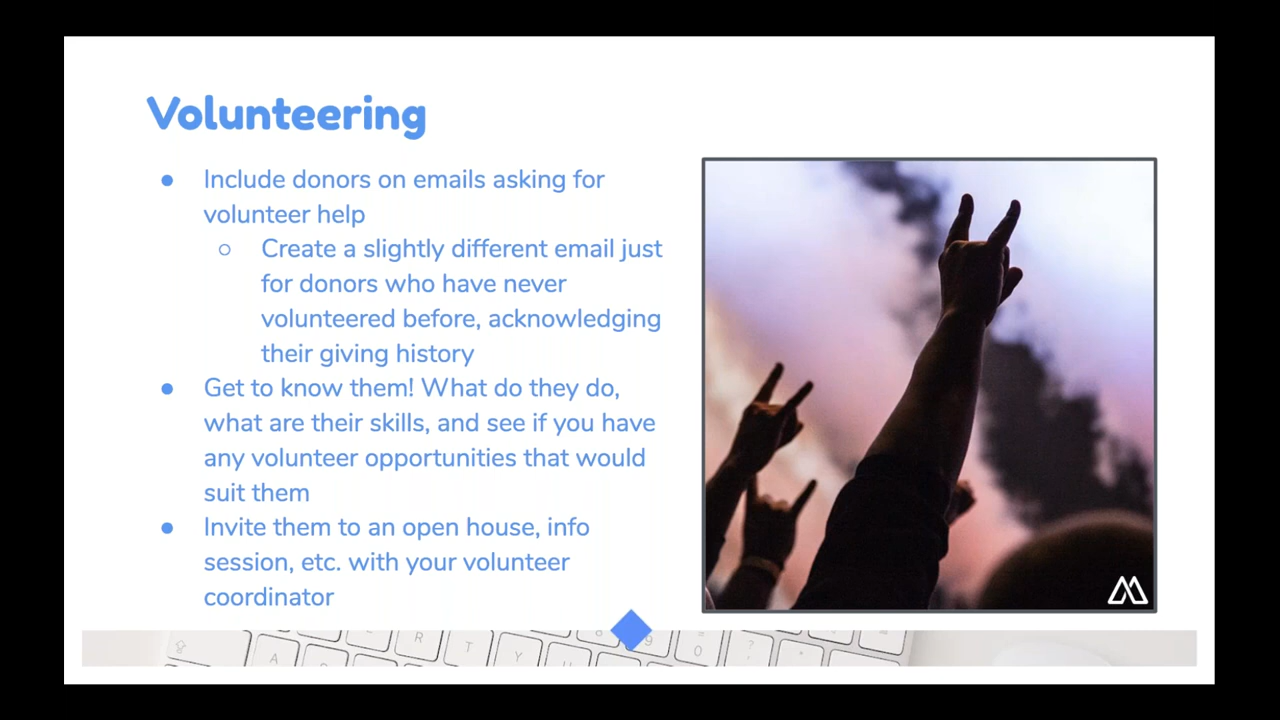 Volunteering
● Include donors on emails asking for
volunteer help
○ Create a slightly different email just
for donors who have never
volunteered before, acknowledging
their giving history
● Get to know them! What do they do,
what are their skills, and see if you have
any volunteer opportunities that would
suit them
● Invite them to an open house, info
session, etc. with your volunteer
coordinator
R T 9 0
A Y U